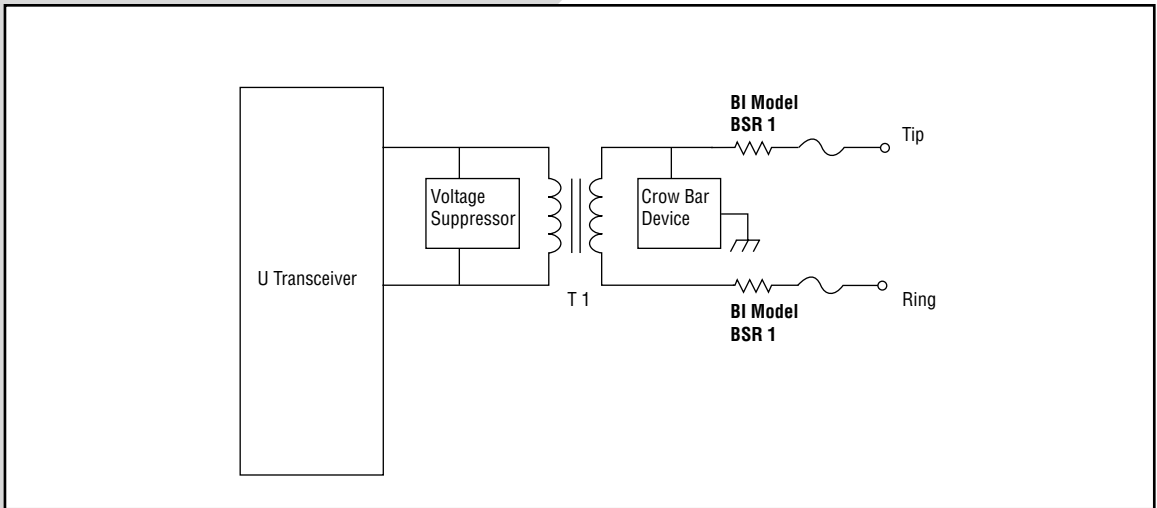 BI Model
BSR 1
Tip
Voltage
Suppressor
Crow Bar
Device
U Transceiver
T 1
Ring
BI Model
BSR 1